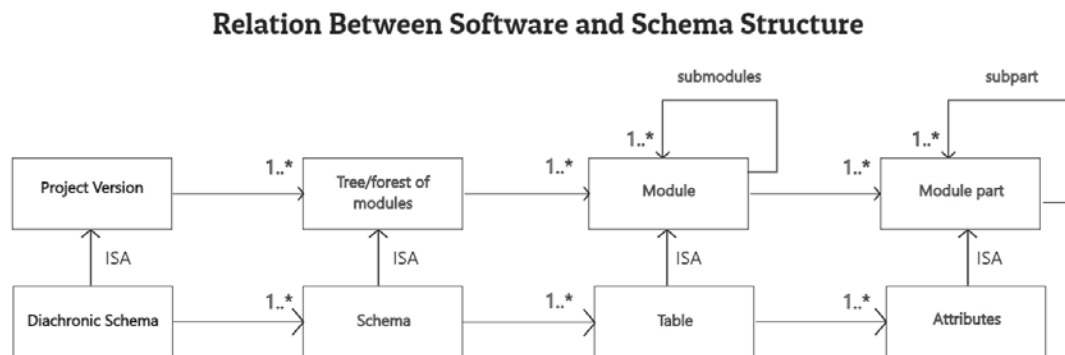 Relation Between Software and Schema Structure
submodules
subpart
1..*
1..*
1..*
1..*
1..*
Project Version
Tree/forest of
modules
Module
Module part
ISA
ISA
ISA
ISA
1..*
1..*
1..*
Diachronic Schema
Schema
Table
Attributes